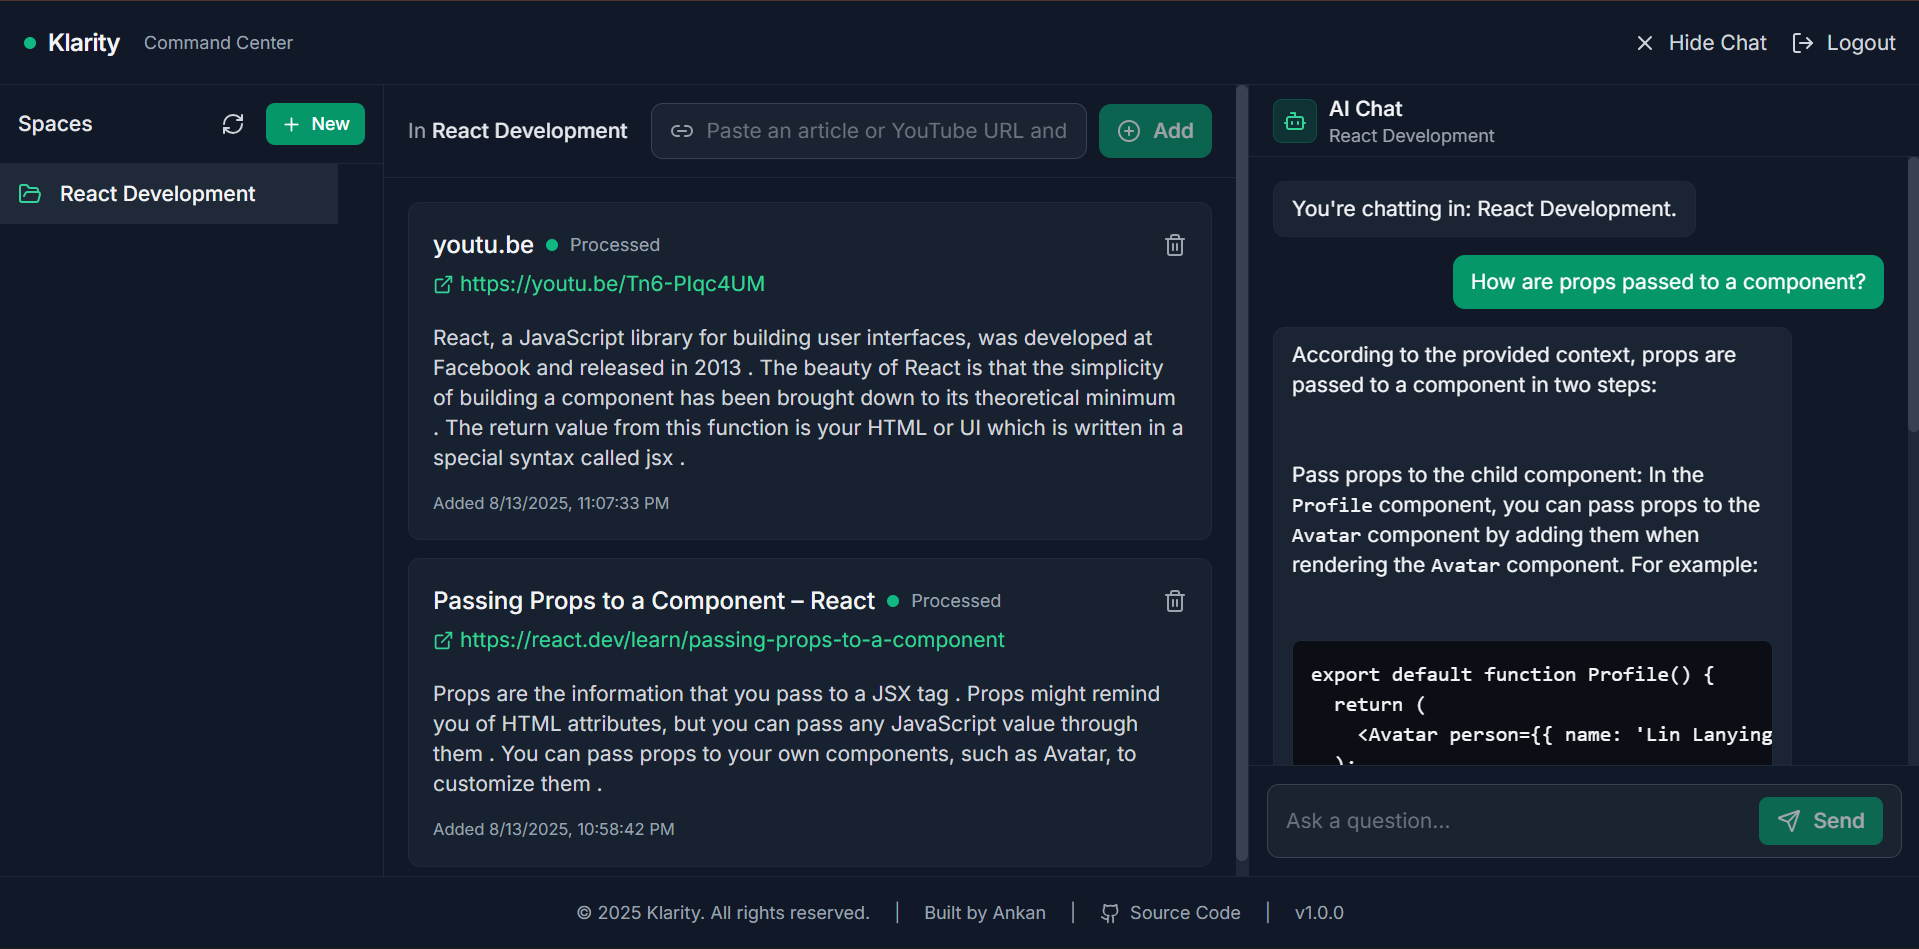 Klarity Command Center
Hide Chat Logout
Spaces
New
React Development
In React Development
Paste an article or YouTube URL and
Add
youtu.be Processed
https://youtu.be/Tn6-PIqc4UM
React, a JavaScript library for building user interfaces, was developed at
Facebook and released in 2013 . The beauty of React is that the simplicity
of building a component has been brought down to its theoretical minimum
. The return value from this function is your HTML or UI which is written in a
special syntax called jsx .
Added 8/13/2025, 11:07:33 PM
Passing Props to a Component – React Processed
https://react.dev/learn/passing-props-to-a-component
Props are the information that you pass to a JSX tag . Props might remind
you of HTML attributes, but you can pass any JavaScript value through
them . You can pass props to your own components, such as Avatar, to
customize them .
Added 8/13/2025, 10:58:42 PM
AI Chat
React Development
You're chatting in: React Development.
How are props passed to a component?
According to the provided context, props are
passed to a component in two steps:
Pass props to the child component: In the
Profile component, you can pass props to the
Avatar component by adding them when
rendering the Avatar component. For example:
export default function Profile() {
return (
<Avatar person={{ name: 'Lin Lanying
);
Ask a question...
Send
© 2025 Klarity. All rights reserved. | Built by Ankan | Source Code | v1.0.0